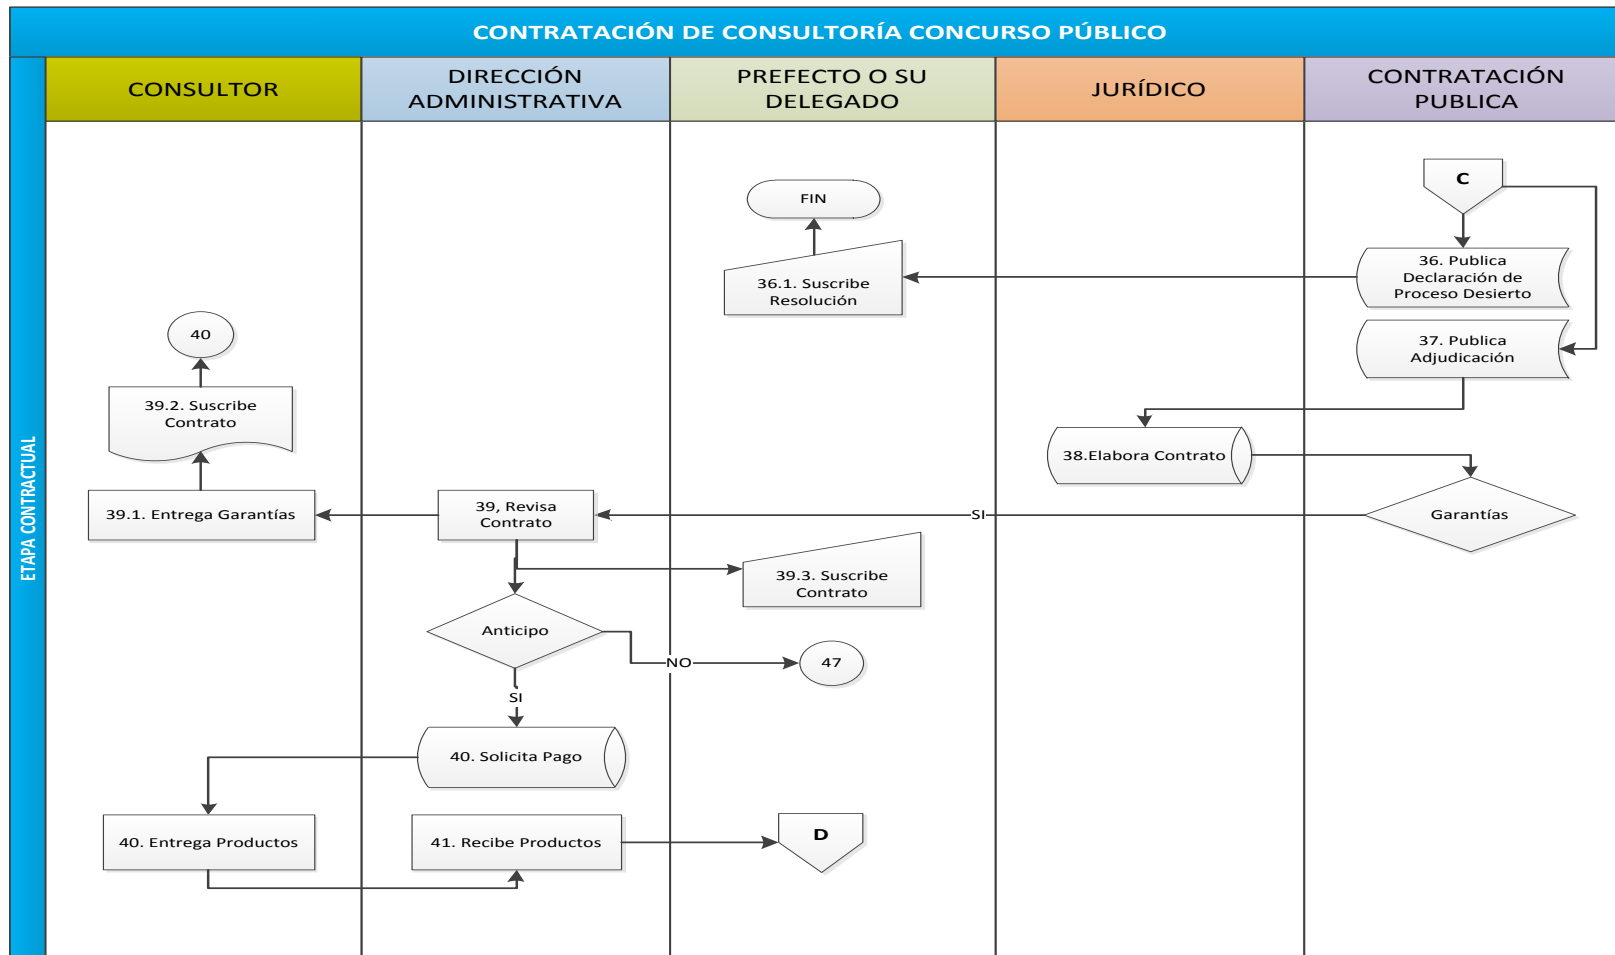 CONTRATACIÓN DE CONSULTORÍA CONCURSO PÚBLICO
ETAPA CONTRACTUAL
CONSULTOR
DIRECCIÓN
ADMINISTRATIVA
PREFECTO O SU
DELEGADO
JURÍDICO
CONTRATACIÓN
PUBLICA
C
FIN
36. Publica
Declaración de
Proceso Desierto
36.1. Suscribe
Resolución
37. Publica
Adjudicación
40
39.2. Suscribe
Contrato
38.Elabora Contrato
39.1. Entrega Garantías
39, Revisa
Contrato
SI
Garantías
39.3. Suscribe
Contrato
Anticipo
NO
47
SI
40. Solicita Pago
40. Entrega Productos
41. Recibe Productos
D